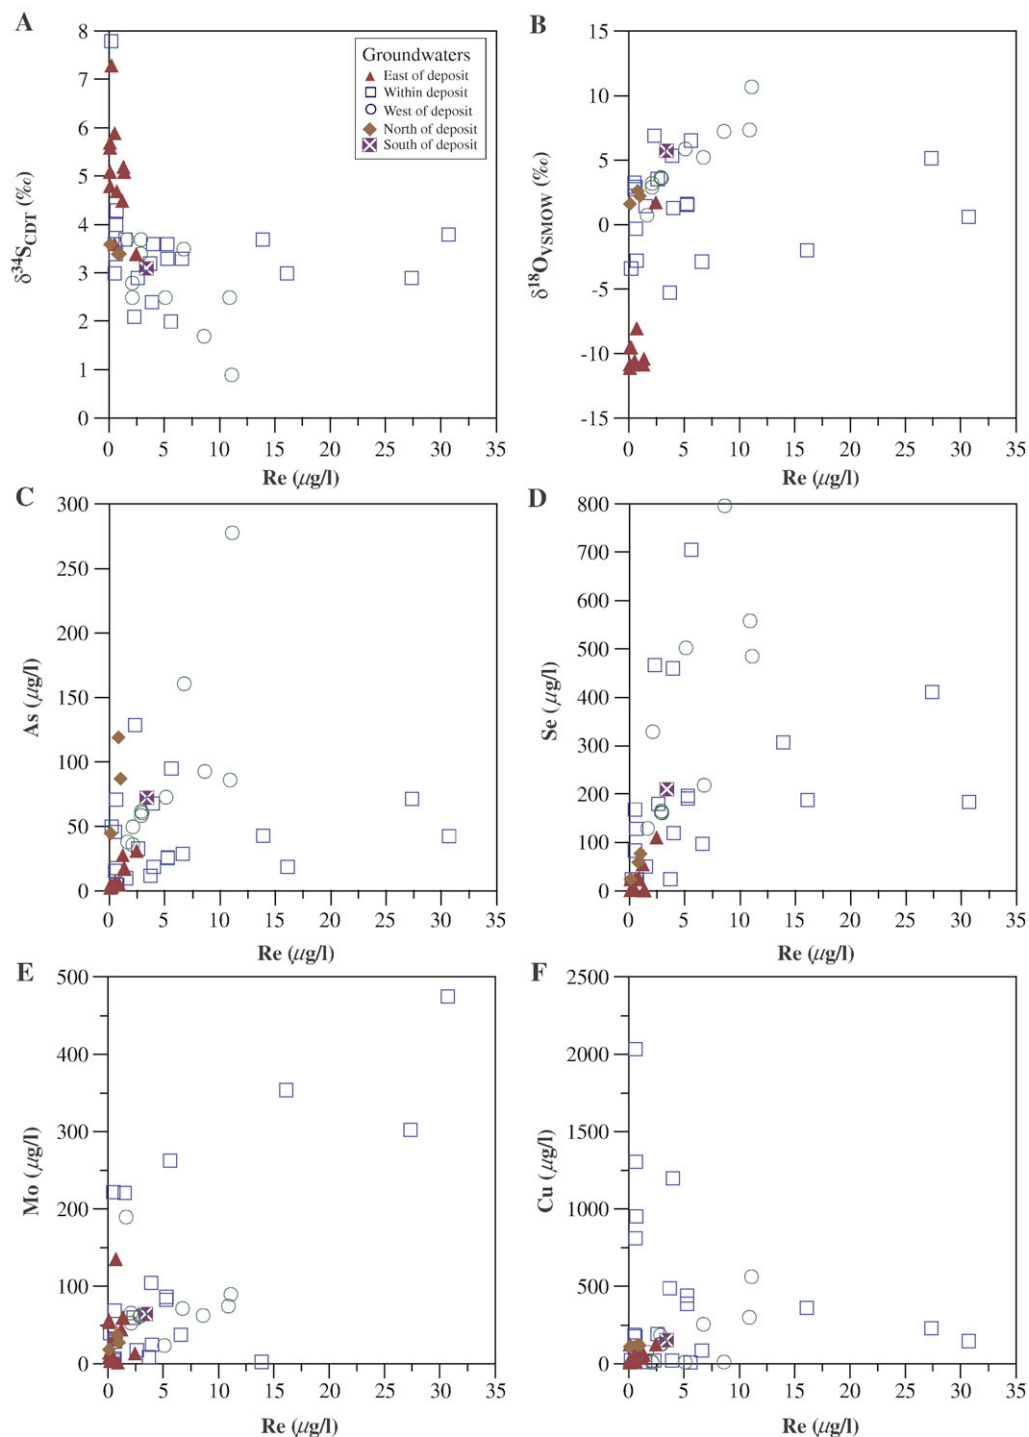 A
B
8
7
6
5
4
3
2
1
0
δ³⁴S_CDT (‰)
Groundwaters
East of deposit
Within deposit
West of deposit
North of deposit
South of deposit
0 5 10 15 20 25 30 35
Re (μg/l)
15
10
5
0
-5
-10
-15
δ¹⁸O_VSMOW (‰)
0 5 10 15 20 25 30 35
Re (μg/l)
C
D
300
250
200
150
100
50
0
As (μg/l)
0 5 10 15 20 25 30 35
Re (μg/l)
800
700
600
500
400
300
200
100
0
Se (μg/l)
0 5 10 15 20 25 30 35
Re (μg/l)
E
F
500
400
300
200
100
0
Mo (μg/l)
0 5 10 15 20 25 30 35
Re (μg/l)
2500
2000
1500
1000
500
0
Cu (μg/l)
0 5 10 15 20 25 30 35
Re (μg/l)